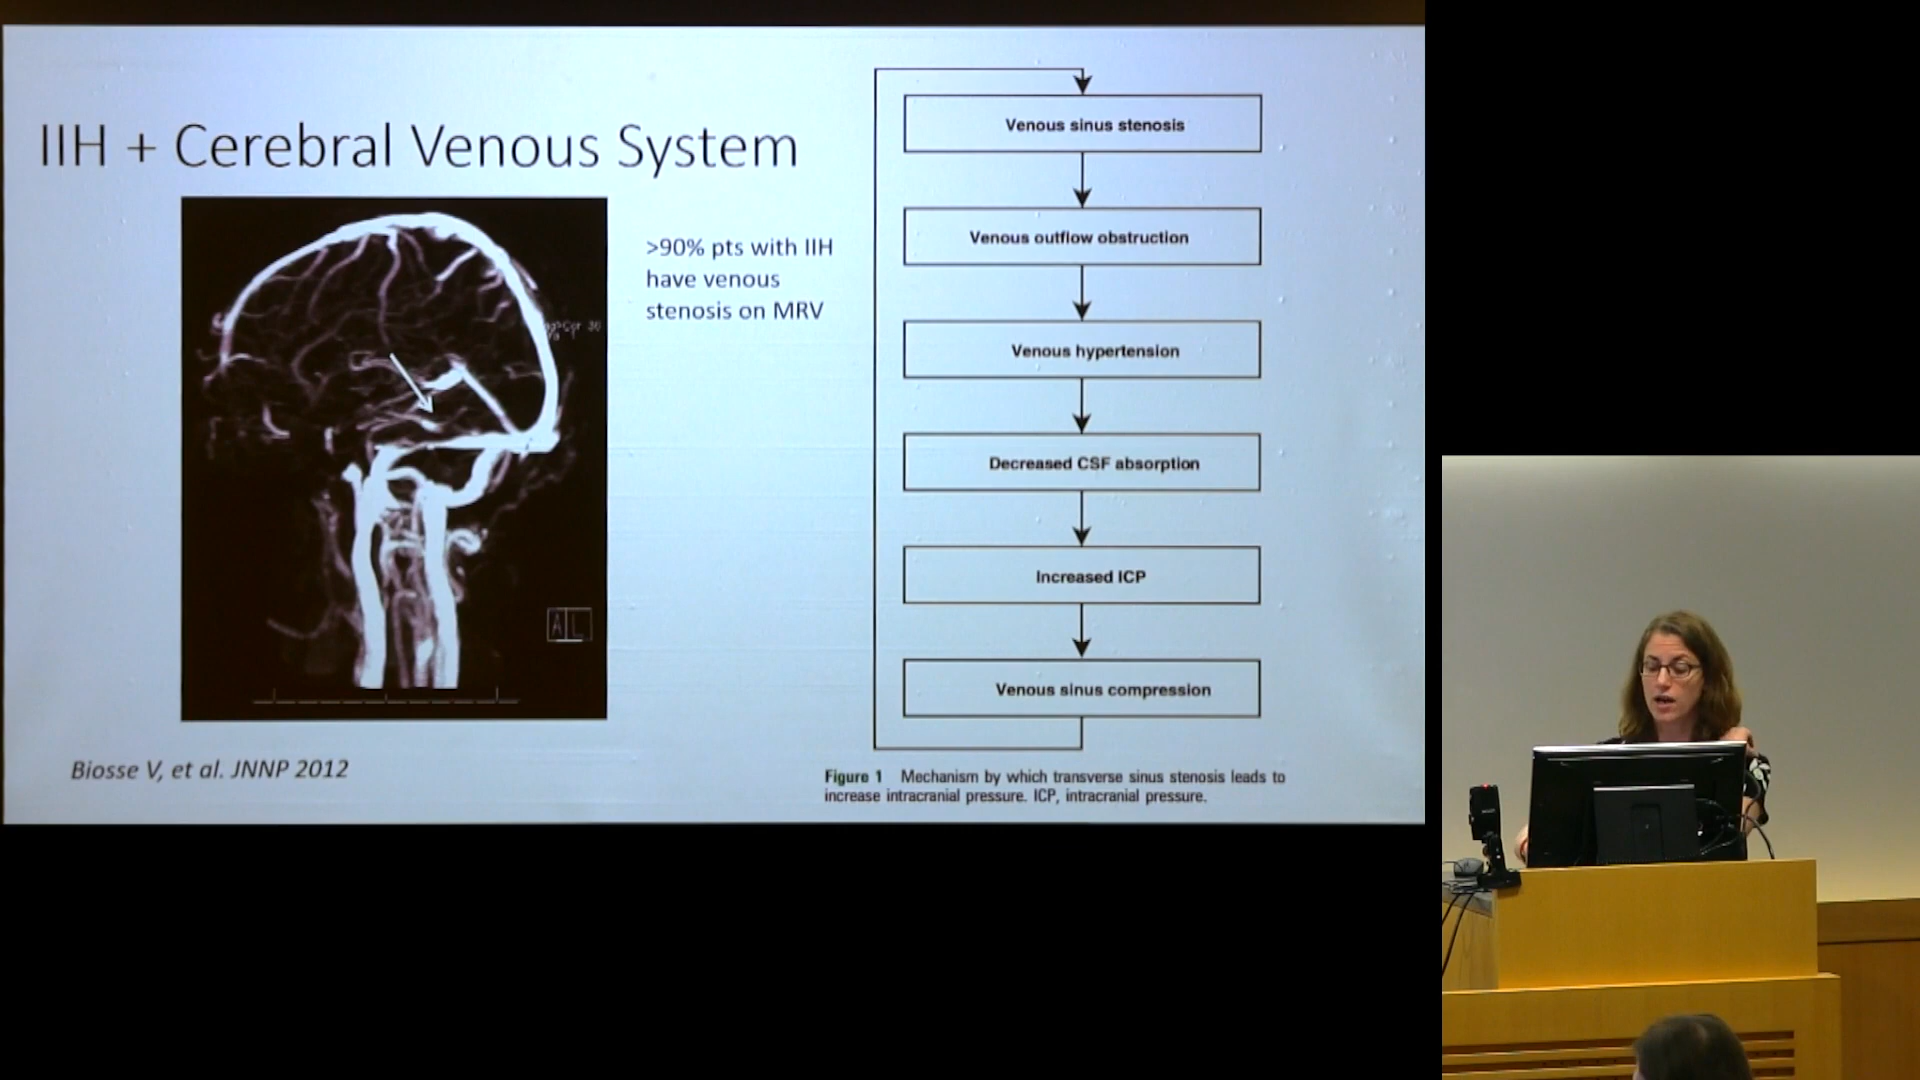 IIH + Cerebral Venous System
>90% pts with IIH
have venous
stenosis on MRV
A L
Biosse V, et al. JNNP 2012
Venous sinus stenosis
Venous outflow obstruction
Venous hypertension
Decreased CSF absorption
Increased ICP
Venous sinus compression
Figure 1 Mechanism by which transverse sinus stenosis leads to
increase intracranial pressure. ICP, intracranial pressure.